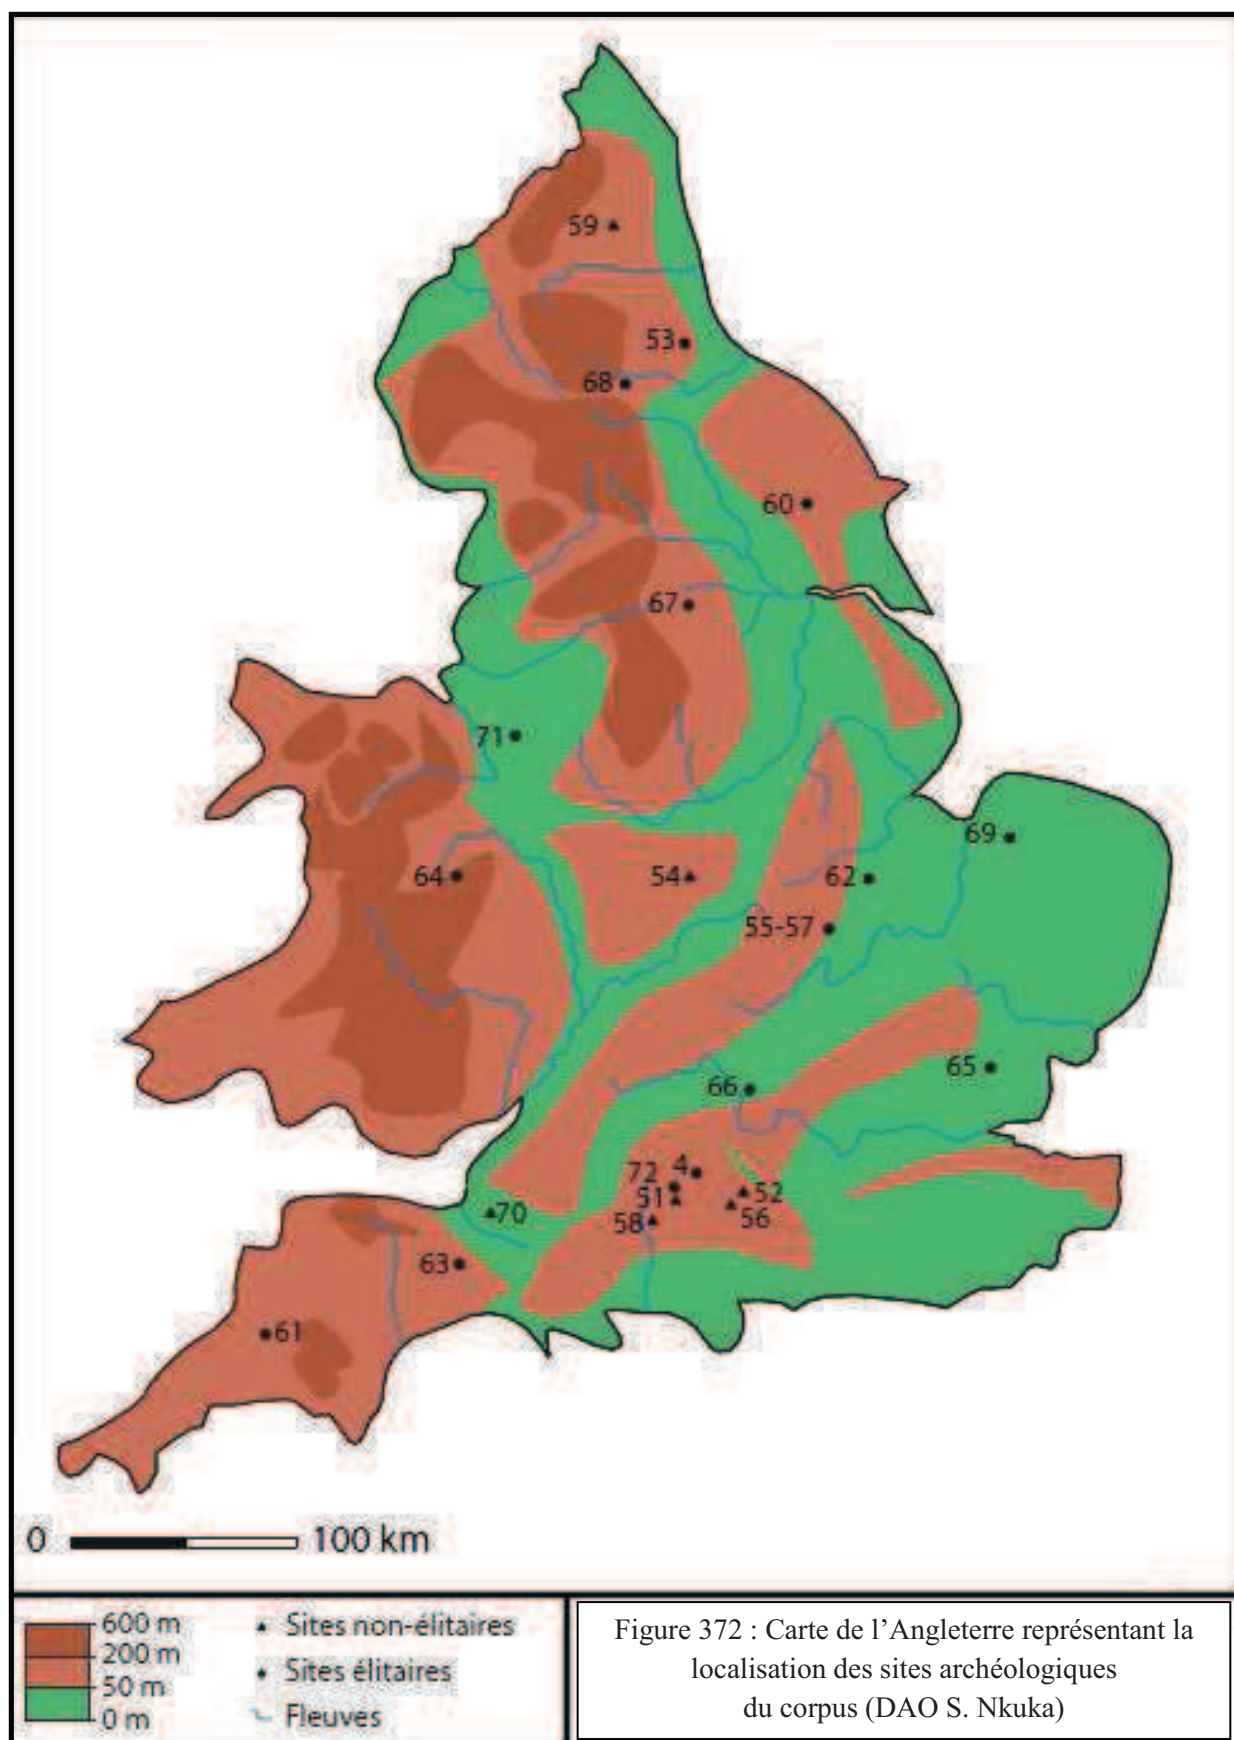 59
53
68
60
67
71
69
64
54
62
55-57
65
66
4
72
51
52
56
58
70
63
61
0 100 km
600 m
200 m
50 m
0 m
Sites non-élitaires
Sites élitaires
Fleuves
Figure 372 : Carte de l’Angleterre représentant la
localisation des sites archéologiques
du corpus (DAO S. Nkuka)